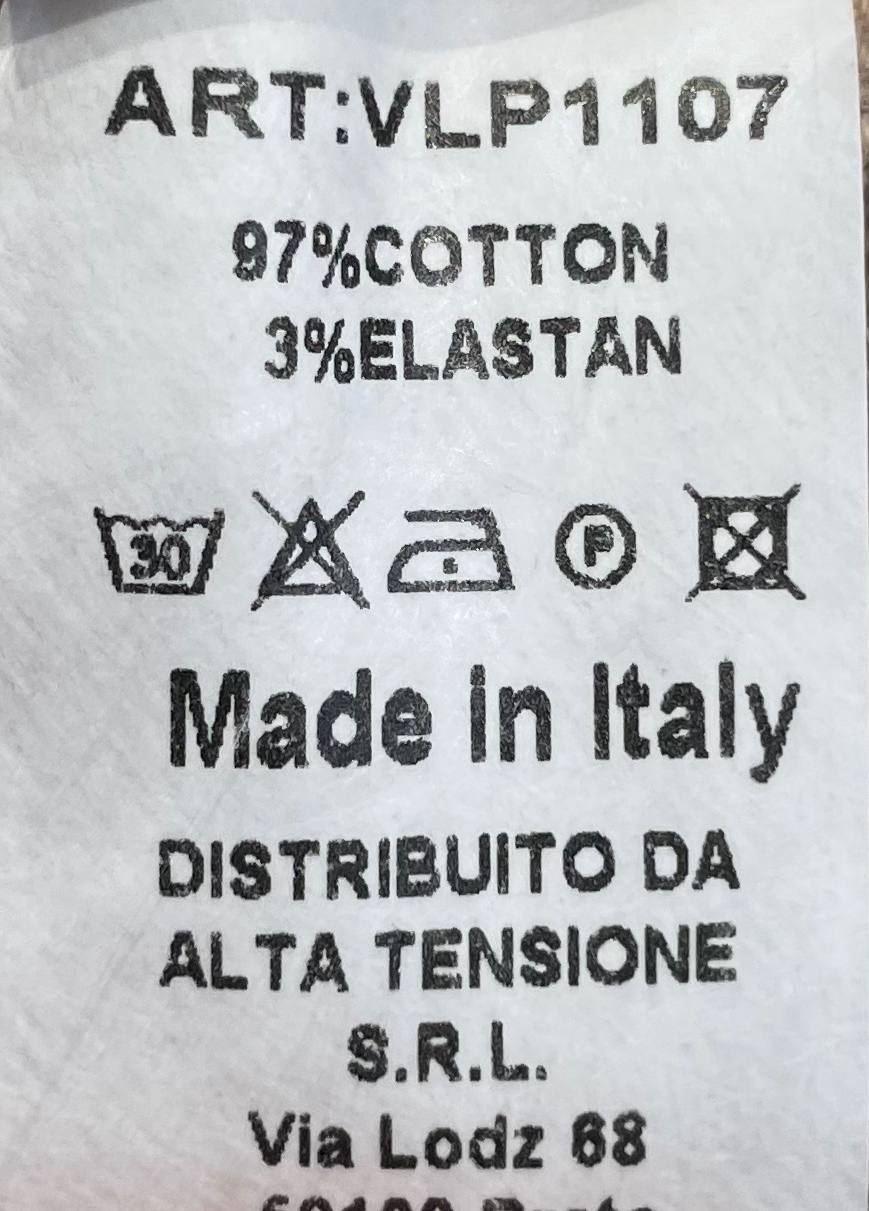 ART:VLP1107
97%COTTON
3%ELASTAN
30 P
Made in Italy
DISTRIBUITO DA
ALTA TENSIONE
S.R.L.
Via Lodz 68